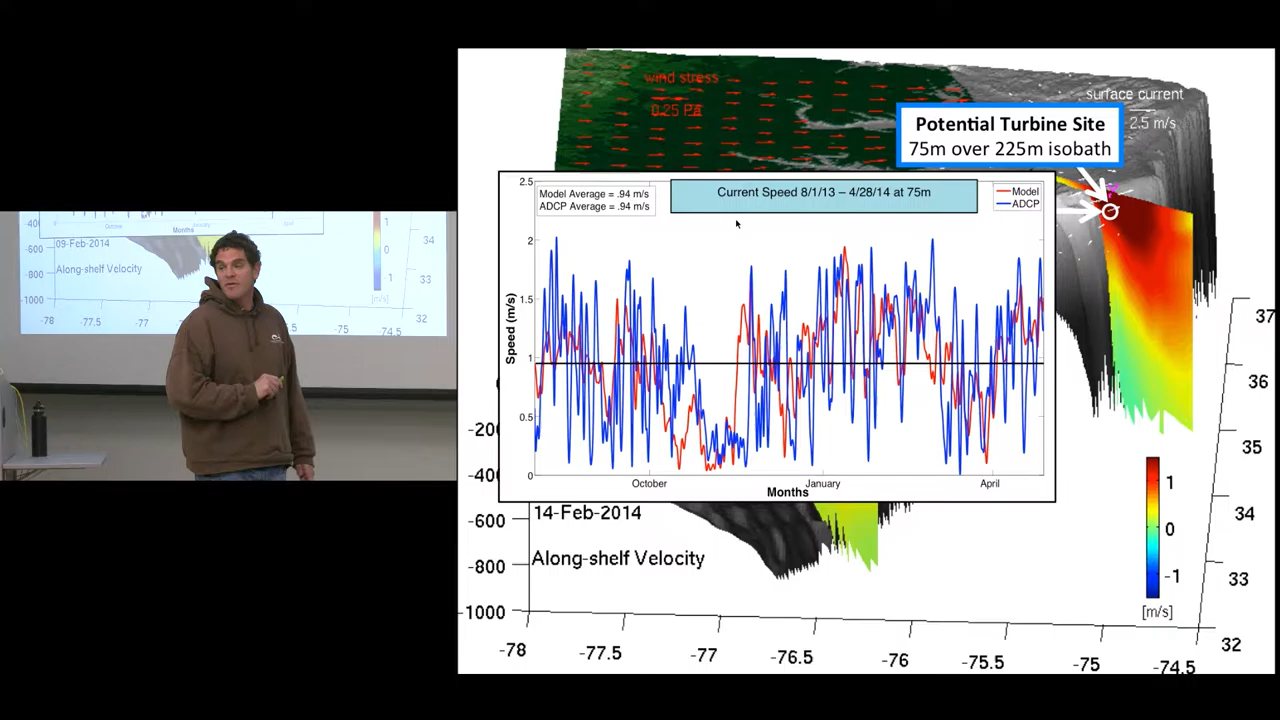 wind stress
0.25 Pa
surface current
2.5 m/s
Potential Turbine Site
75m over 225m isobath
Model Average = .94 m/s
ADCP Average = .94 m/s
Current Speed 8/1/13 – 4/28/14 at 75m
Model
ADCP
2.5
2
1.5
1
0.5
0
Speed (m/s)
October
January
April
Months
-200
-400
-600
-800
-1000
14-Feb-2014
Along-shelf Velocity
-78
-77.5
-77
-76.5
-76
-75.5
-75
-74.5
37
36
35
34
33
32
1
0
-1
[m/s]
October
January
Months
-400
-600
-800
-1000
09-Feb-2014
Along-shelf Velocity
-78
-77.5
-77
-75
74.5
34
33
32
1
0
1
[m/s]